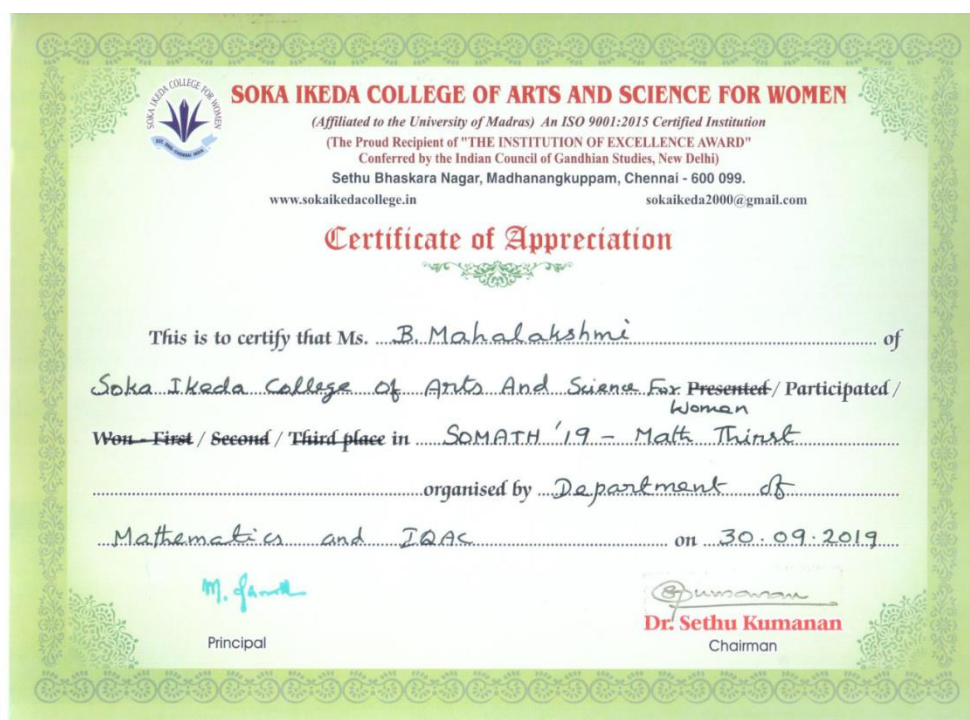 SOKA IKEDA COLLEGE FOR WOMEN
SOKA IKEDA COLLEGE OF ARTS AND SCIENCE FOR WOMEN
(Affiliated to the University of Madras) An ISO 9001:2015 Certified Institution
(The Proud Recipient of "THE INSTITUTION OF EXCELLENCE AWARD"
Conferred by the Indian Council of Gandhian Studies, New Delhi)
Sethu Bhaskara Nagar, Madhanangkuppam, Chennai - 600 099.
www.sokaikedacollege.in sokaikeda2000@gmail.com
Certificate of Appreciation
This is to certify that Ms. B. Mahalakshmi of
Soka Ikeda College Of Arts And Science For Presented / Participated /
Women
Won - First / Second / Third place in SOMATH '19 - Math Thirst
organised by Department of
Mathematics and IQAC on 30.09.2019
Principal
Dr. Sethu Kumanan
Chairman